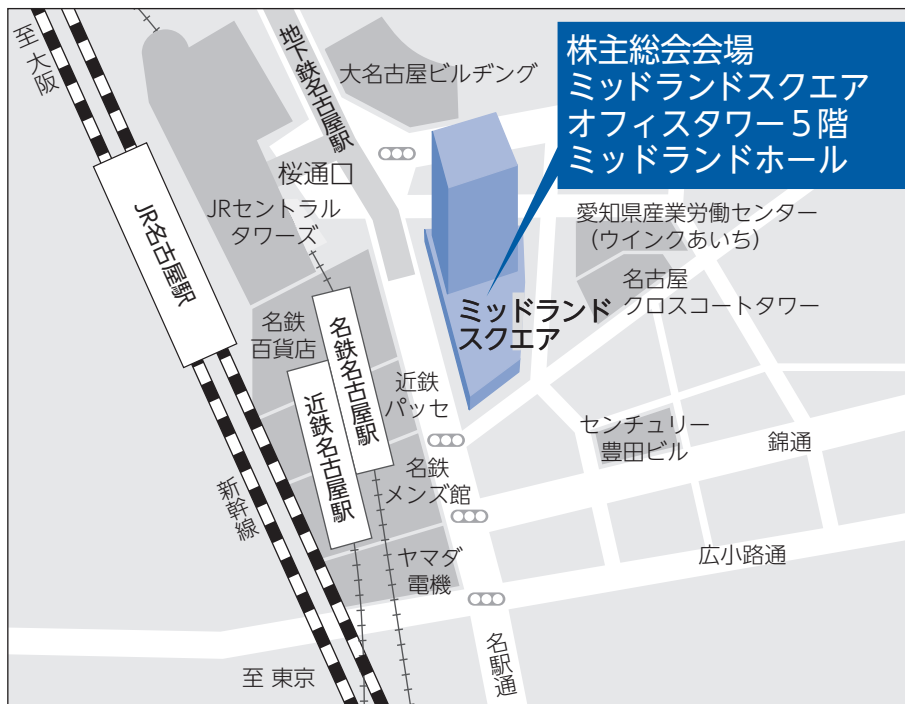 至 大阪
地下鉄名古屋駅
大名古屋ビルヂング
株主総会会場
ミッドランドスクエア
オフィスタワー5階
ミッドランドホール
桜通口
JRセントラル
タワーズ
JR名古屋駅
愛知県産業労働センター
(ウインクあいち)
名古屋
クロスコートタワー
ミッドランド
スクエア
名鉄
百貨店
名鉄名古屋駅
近鉄名古屋駅
近鉄
パッセ
センチュリー
豊田ビル
錦通
名鉄
メンズ館
新幹線
ヤマダ
電機
広小路通
名駅通
至 東京